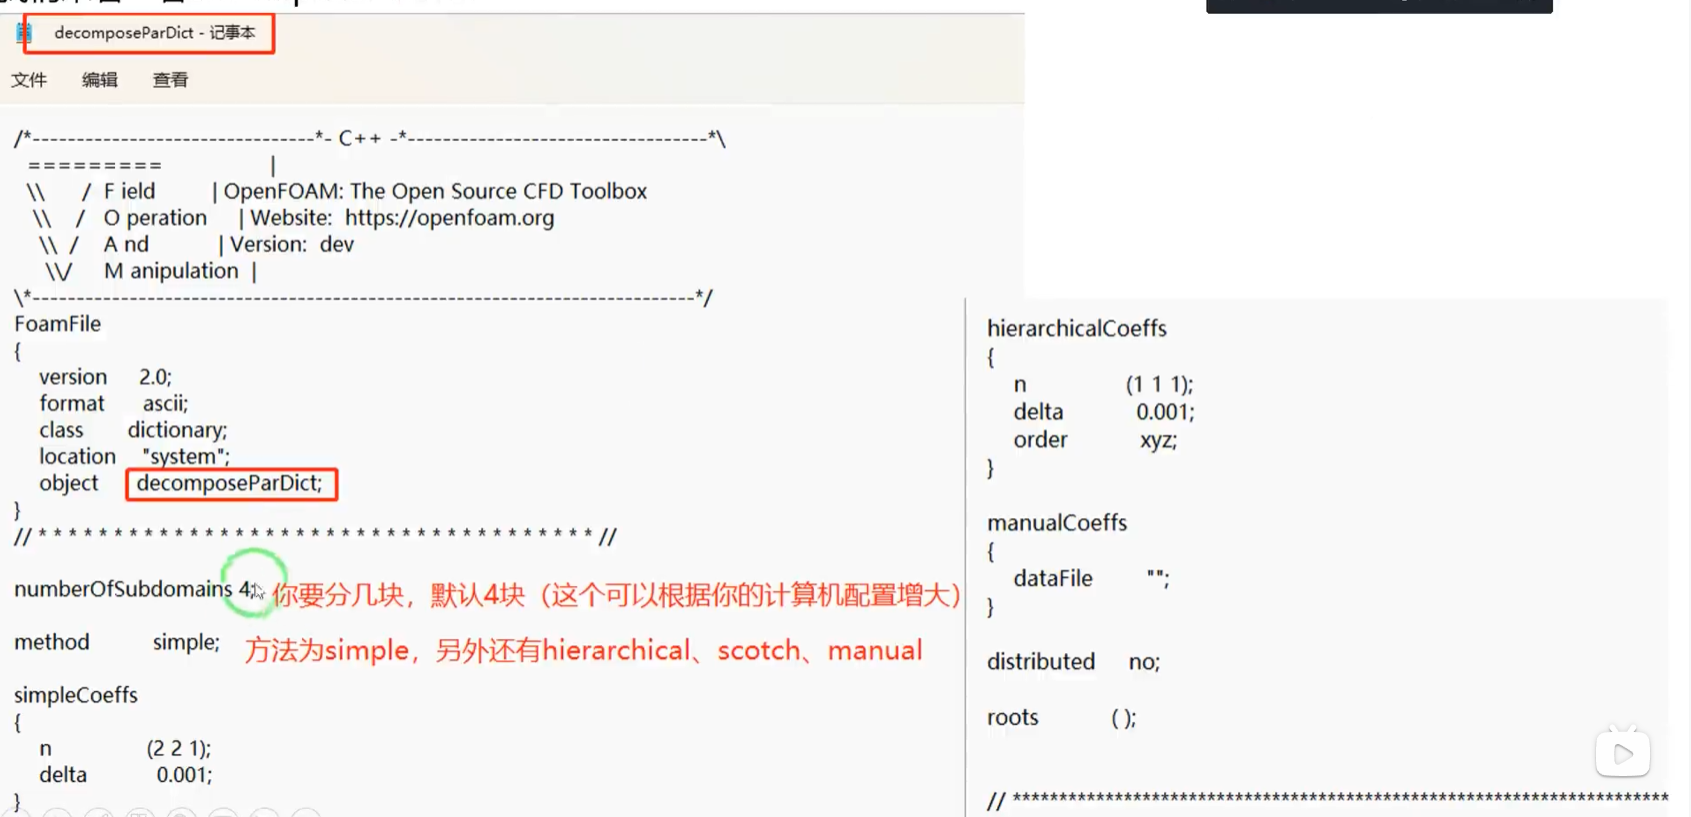 decomposeParDict - 记事本
文件 编辑 查看
/*--------------------------------*- C++ -*----------------------------------*\
========= |
\\ / F ield | OpenFOAM: The Open Source CFD Toolbox
\\ / O peration | Website: https://openfoam.org
\\ / A nd | Version: dev
\\/ M anipulation |
\*---------------------------------------------------------------------------*/
FoamFile
{
version 2.0;
format ascii;
class dictionary;
location "system";
object decomposeParDict;
}
// * * * * * * * * * * * * * * * * * * * * * * * * * * * * * * * * * * * * * //
numberOfSubdomains 4; 你要分几块，默认4块（这个可以根据你的计算机配置增大）
method simple; 方法为simple，另外还有hierarchical、scotch、manual
simpleCoeffs
{
n (2 2 1);
delta 0.001;
}
hierarchicalCoeffs
{
n (1 1 1);
delta 0.001;
order xyz;
}
manualCoeffs
{
dataFile "";
}
distributed no;
roots ( );
// *************************************************************************